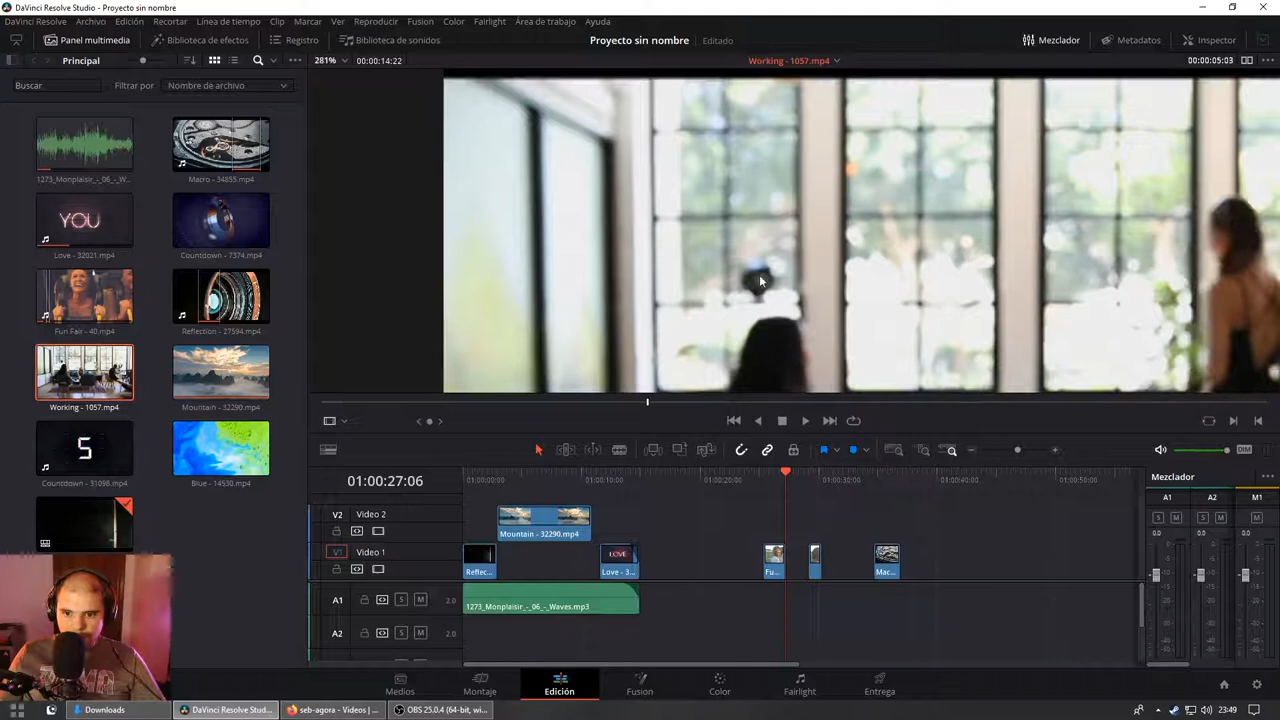 DaVinci Resolve Studio - Proyecto sin nombre
DaVinci Resolve Archivo Edición Recortar Línea de tiempo Clip Marcar Ver Reproducir Fusion Color Fairlight Área de trabajo Ayuda
Panel multimedia Biblioteca de efectos Registro Biblioteca de sonidos Proyecto sin nombre Editado Mezclador Metadatos Inspector
Principal 281% 00:00:14:22 Working - 1057.mp4 00:00:05:03
Buscar Filtrar por Nombre de archivo
1273_Monplaisir_-_06_-_W... Macro - 34855.mp4
YOU
Love - 32021.mp4 Countdown - 7374.mp4
Fun Fair - 40.mp4 Reflection - 27594.mp4
Working - 1057.mp4 Mountain - 32290.mp4
5
Countdown - 31098.mp4 Blue - 14530.mp4
DIM
01:00:27:06 01:00:00:00 01:00:10:00 01:00:20:00 01:00:30:00 01:00:40:00 01:00:50:00 Mezclador
A1 A2 M1
V2 Video 2
Mountain - 32290.mp4
S M S M M
0.0 0.0 0.0
V1 Video 1
LOVE
Reflec... Love - 3... Fu... Mac...
A1 S M 2.0 1273_Monplaisir_-_06_-_Waves.mp3
A2 S M 2.0
Medios Montaje Edición Fusion Color Fairlight Entrega
Downloads DaVinci Resolve Stud... seb-agora - Videos | ... OBS 25.0.4 (64-bit, wi... 23:49